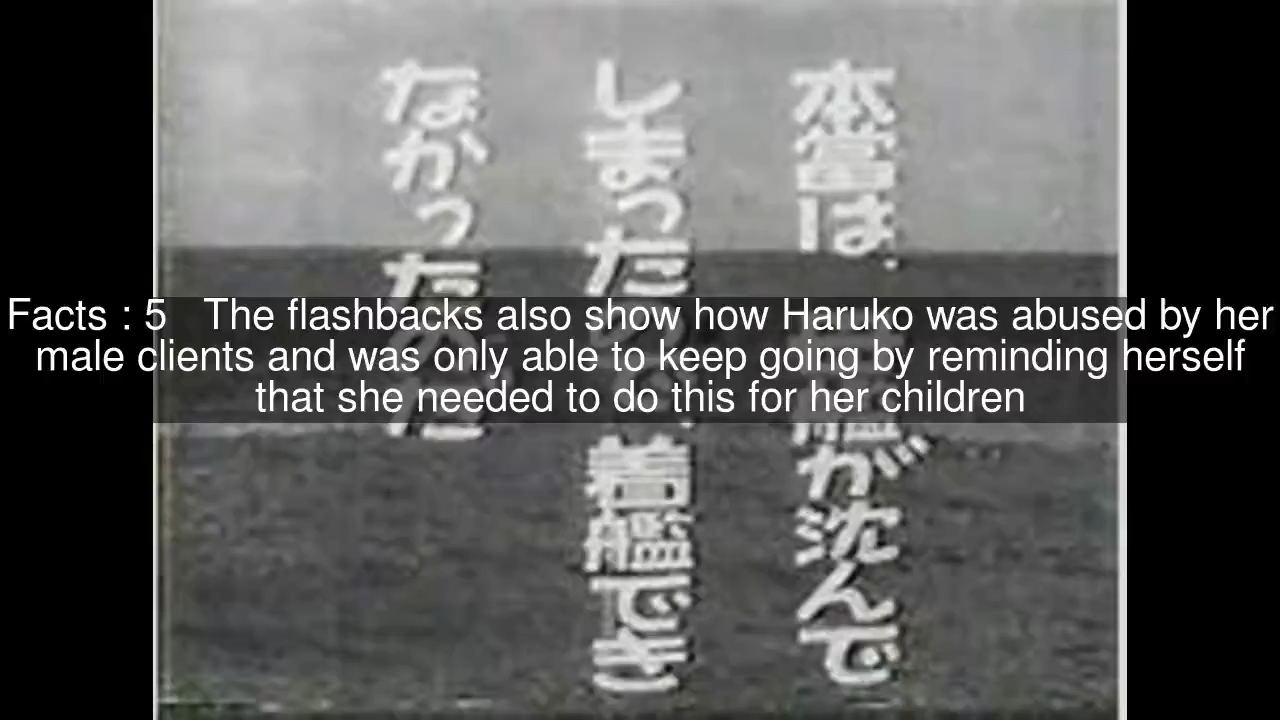 本當は、艦が沈んで
しまった、着艦でき
なかった
Facts : 5 The flashbacks also show how Haruko was abused by her
male clients and was only able to keep going by reminding herself
that she needed to do this for her children